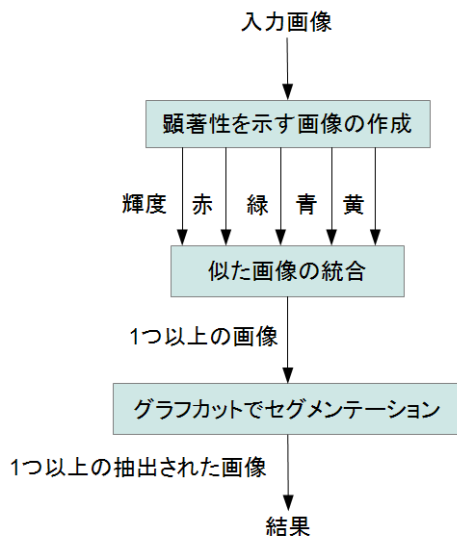 入力画像
顕著性を示す画像の作成
輝度 赤 緑 青 黄
似た画像の統合
1つ以上の画像
グラフカットでセグメンテーション
1つ以上の抽出された画像
結果